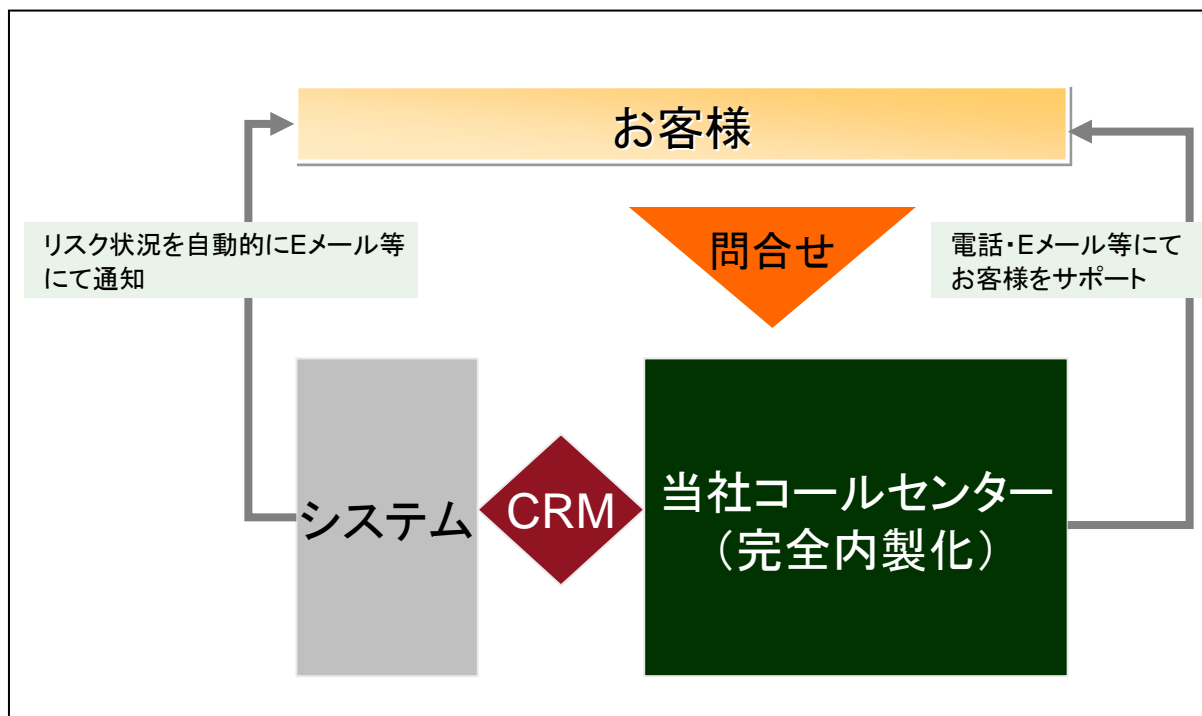 お客様
リスク状況を自動的にEメール等
にて通知
問合せ
電話・Eメール等にて
お客様をサポート
システム
CRM
当社コールセンター
（完全内製化）